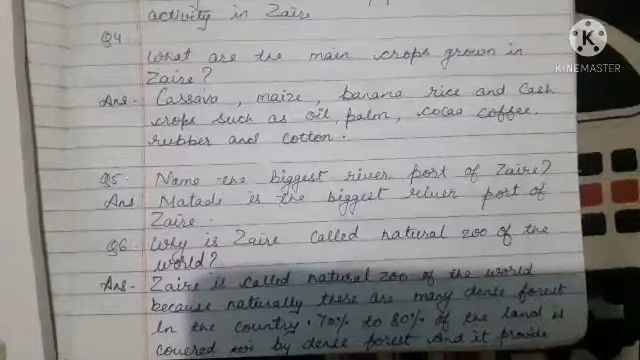 activity in Zaire
Q4
What are the main crops grown in
Zaire?
Ans- Cassava, maize, banana rice and cash
crops such as oil, palm, cocao coffee,
rubber and cotton.
Q5. Name the biggest river port of Zaire?
Ans Matadi is the biggest river port of
Zaire.
Q6. Why is Zaire called natural zoo of the
world?
Ans- Zaire is called natural zoo of the world
because naturally there are many dense forest
in the country. 70% to 80% of the land is
covered by dense forest and it provide
KINEMASTER